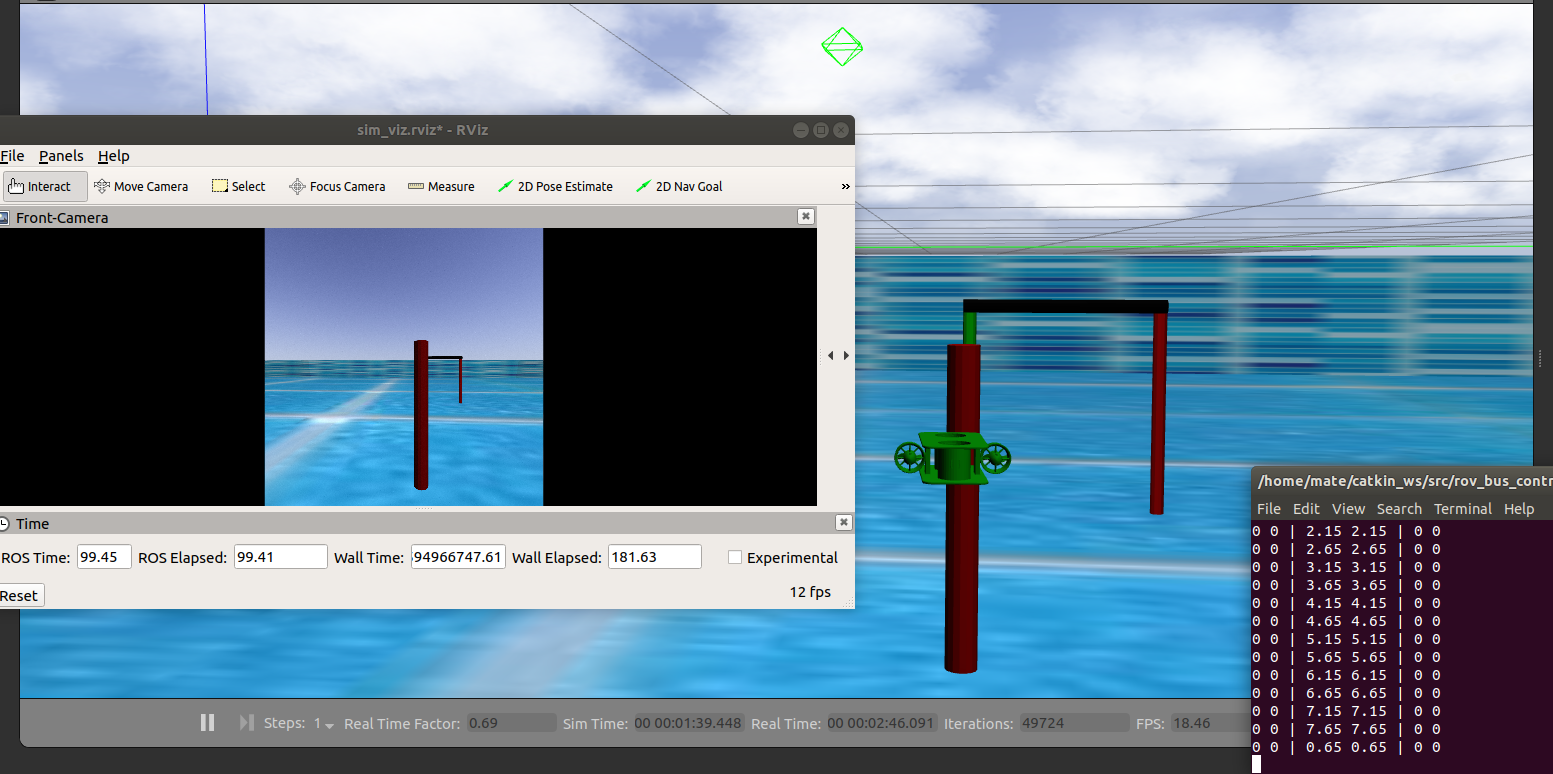 sim_viz.rviz* - RViz
File Panels Help
Interact Move Camera Select Focus Camera Measure 2D Pose Estimate 2D Nav Goal »
Front-Camera
Time
ROS Time: 99.45 ROS Elapsed: 99.41 Wall Time: 94966747.61 Wall Elapsed: 181.63 Experimental
Reset 12 fps
Steps: 1 Real Time Factor: 0.69 Sim Time: 00 00:01:39.448 Real Time: 00 00:02:46.091 Iterations: 49724 FPS: 18.46
/home/mate/catkin_ws/src/rov_bus_contr
File Edit View Search Terminal Help
0 0 | 2.15 2.15 | 0 0
0 0 | 2.65 2.65 | 0 0
0 0 | 3.15 3.15 | 0 0
0 0 | 3.65 3.65 | 0 0
0 0 | 4.15 4.15 | 0 0
0 0 | 4.65 4.65 | 0 0
0 0 | 5.15 5.15 | 0 0
0 0 | 5.65 5.65 | 0 0
0 0 | 6.15 6.15 | 0 0
0 0 | 6.65 6.65 | 0 0
0 0 | 7.15 7.15 | 0 0
0 0 | 7.65 7.65 | 0 0
0 0 | 0.65 0.65 | 0 0